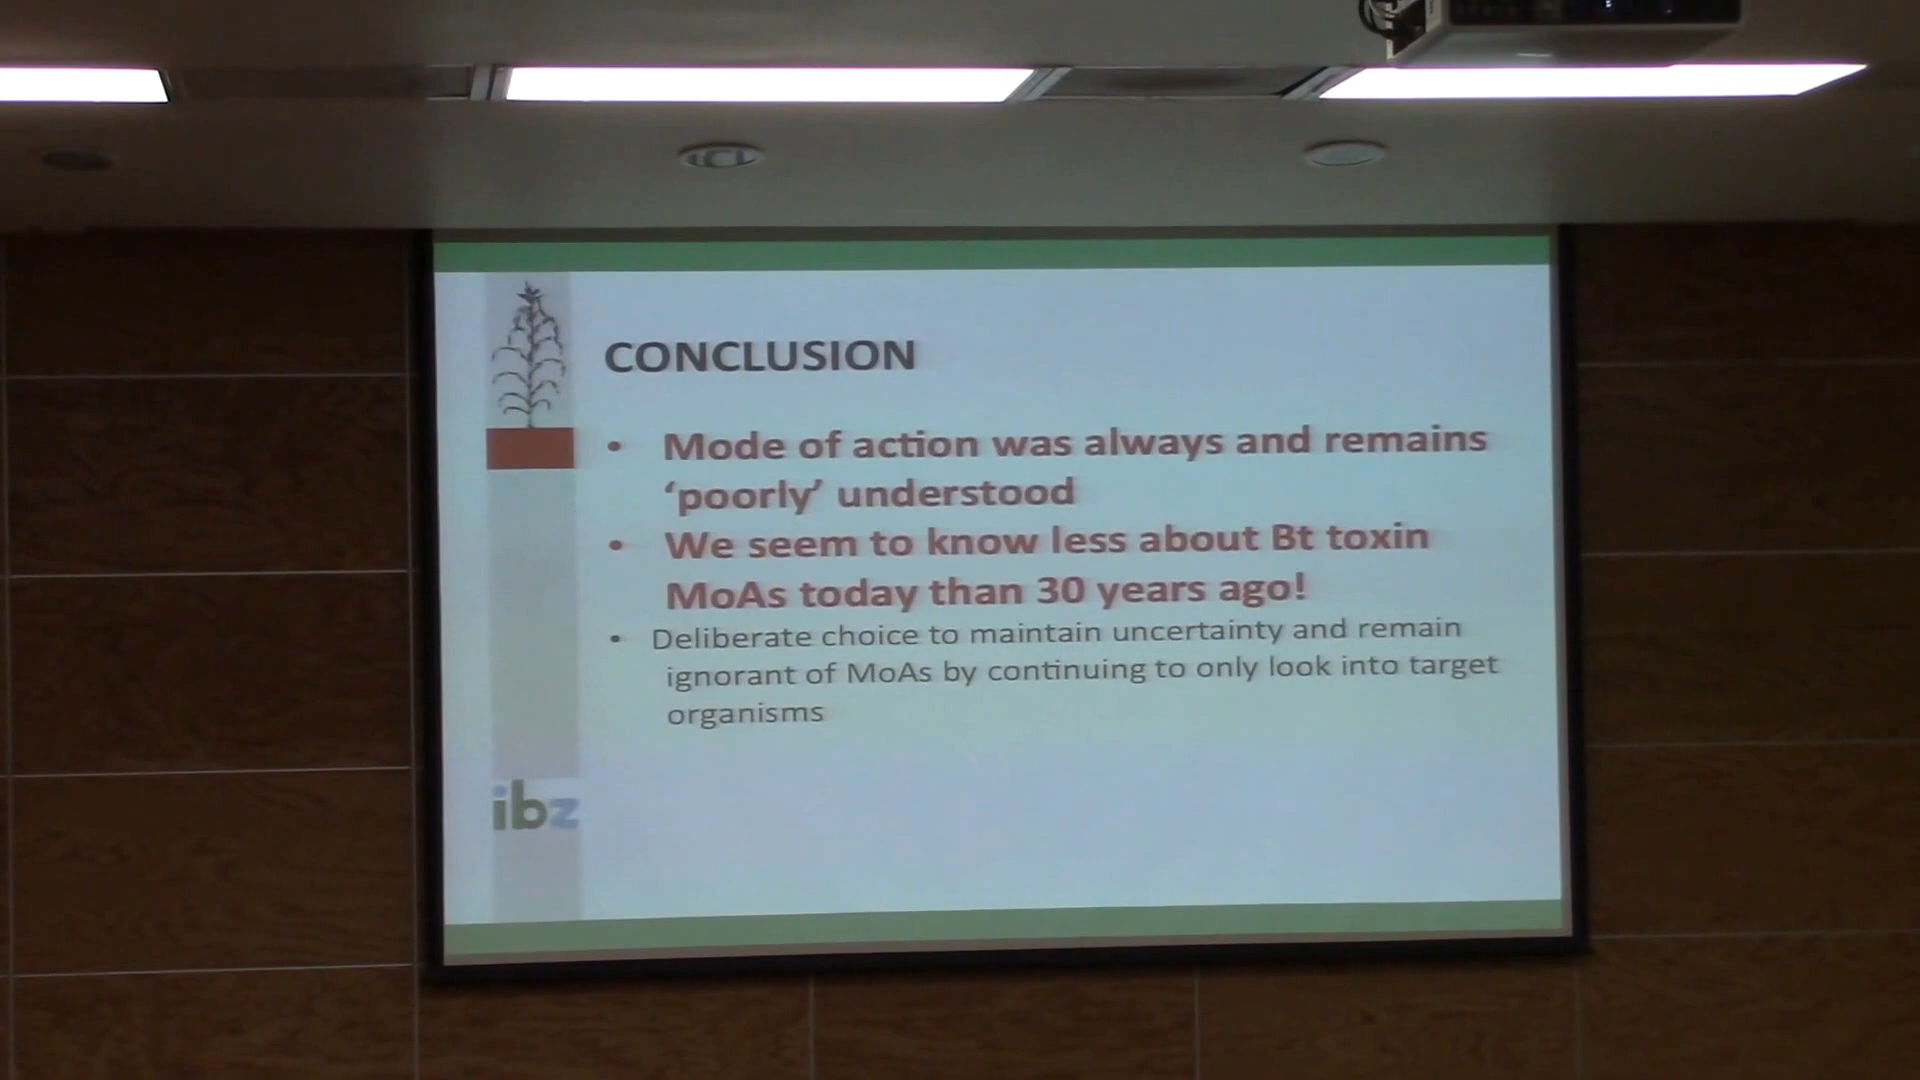 CONCLUSION
• Mode of action was always and remains
‘poorly’ understood
• We seem to know less about Bt toxin
MoAs today than 30 years ago!
• Deliberate choice to maintain uncertainty and remain
ignorant of MoAs by continuing to only look into target
organisms
ibz